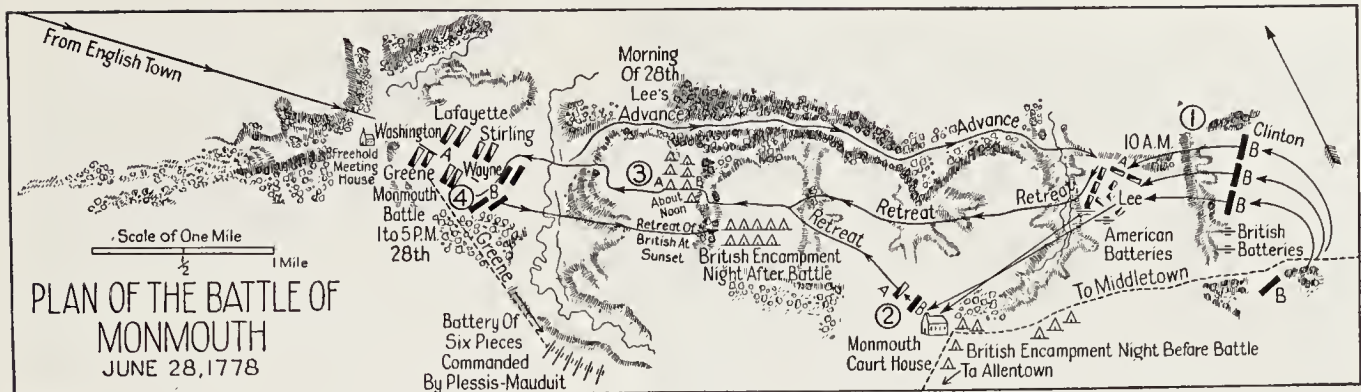 From English Town
Washington
Lafayette
A
Stirling
Freehold
Meeting
House
Greene
Wayne
B
④
Monmouth
Battle
1 to 5 P.M.
28th
Greene
Scale of One Mile
1/2
1 Mile
PLAN OF THE BATTLE OF
MONMOUTH
JUNE 28, 1778
Battery Of
Six Pieces
Commanded
By Plessis-Mauduit
Morning
Of 28th
Lee's
Advance
Advance
③
A
B
About
Noon
Retreat Of
British At
Sunset
British Encampment
Night After Battle
Retreat
Retreat
Retreat
A
B
②
Monmouth
Court House
British Encampment Night Before Battle
Ta Allentown
To Middletown
10 A.M.
A
Lee
American
Batteries
①
Clinton
B
B
B
British
Batteries
B